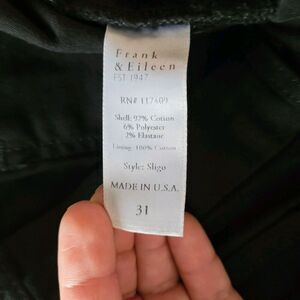 Frank
& Eileen
EST 1947
RN# 117609
Shell: 92% Cotton
6% Polyester
2% Elastane
Lining: 100% Cotton
Style: Sligo
MADE IN U.S.A.
31